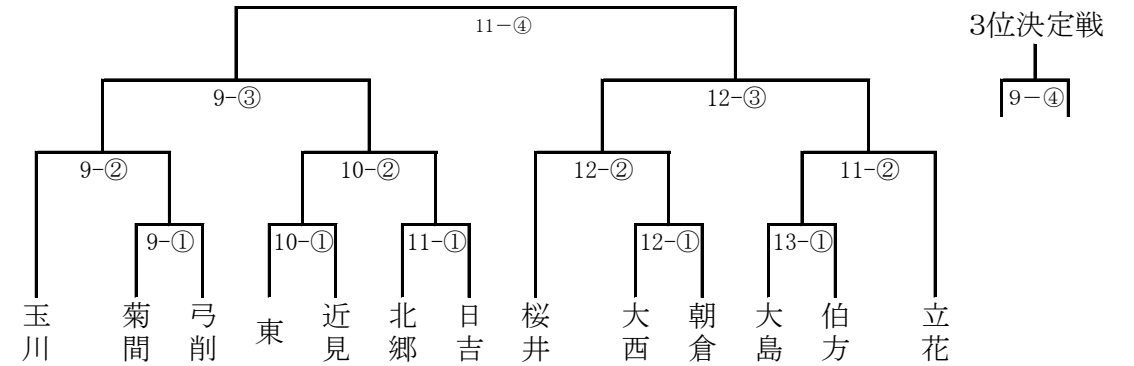 11－④
3位決定戦
9-③
12-③
9－④
9-②
10-②
12-②
11-②
9-①
10-①
11-①
12-①
13-①
玉川
菊間
弓削
東
近見
北郷
日吉
桜井
大西
朝倉
大島
伯方
立花